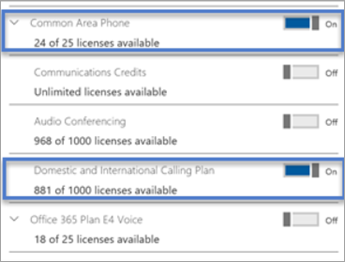 Common Area Phone On
24 of 25 licenses available
Communications Credits Off
Unlimited licenses available
Audio Conferencing Off
968 of 1000 licenses available
Domestic and International Calling Plan On
881 of 1000 licenses available
Office 365 Plan E4 Voice Off
18 of 25 licenses available